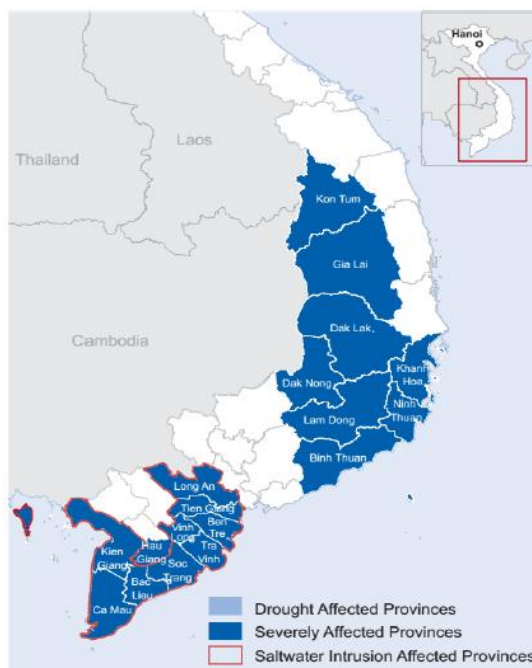 Hanoi
Laos
Thailand
Kon Tum
Gia Lai
Dak Lak
Cambodia
Khanh
Hoa
Dak Nong
Ninh
Thuan
Lam Dong
Binh Thuan
Long An
Tien Giang
Ben
Tre
Vinh
Long
Tra
Vinh
Hau
Giang
Kien
Giang
Soc
Trang
Bac
Lieu
Ca Mau
Drought Affected Provinces
Severely Affected Provinces
Saltwater Intrusion Affected Provinces